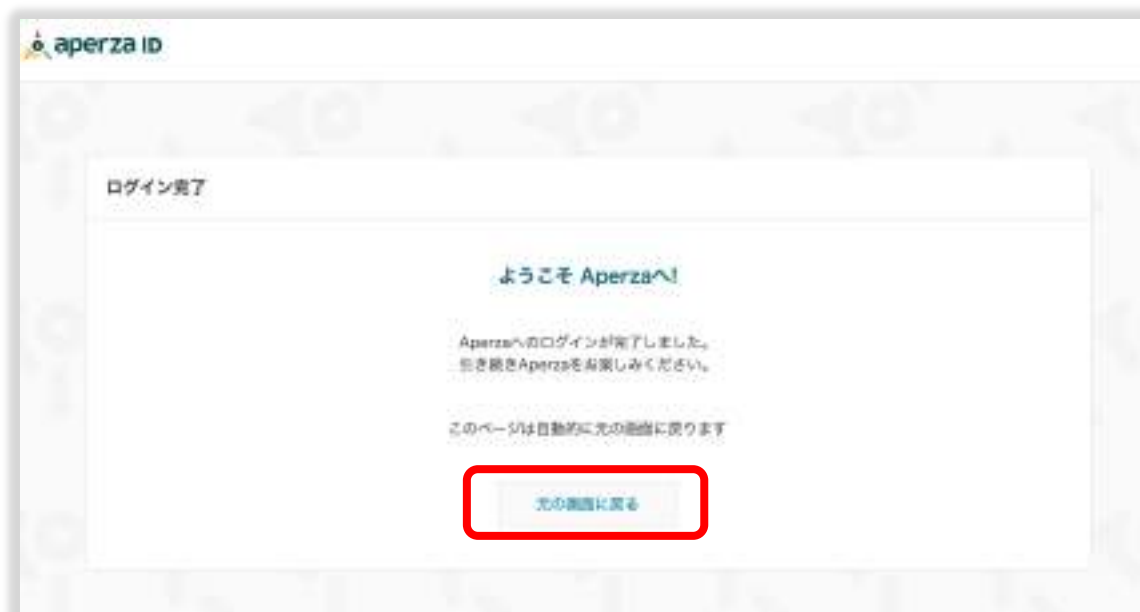 aperza ID
ログイン完了
ようこそ Aperzaへ!
Aperzaへのログインが完了しました。
引き続きAperzaをお楽しみください。
このページは自動的に元の画面に戻ります
元の画面に戻る